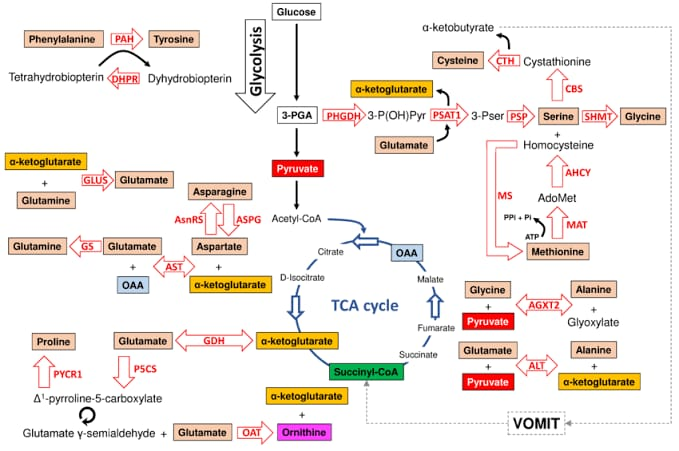 Glucose
Glycolysis
Phenylalanine PAH Tyrosine
Tetrahydrobiopterin DHPR Dyhydrobiopterin
α-ketobutyrate
Cysteine CTH Cystathionine
CBS
α-ketoglutarate
3-PGA PHGDH 3-P(OH)Pyr PSAT1 3-Pser PSP Serine SHMT Glycine
Glutamate
+
Homocysteine
MS
AHCY
AdoMet
PPi + Pi
ATP
MAT
Methionine
Pyruvate
Acetyl-CoA
α-ketoglutarate
+
Glutamine
GLUS Glutamate
Asparagine
AsnRS ASPG
Glutamine GS Glutamate AST Aspartate
+ +
OAA α-ketoglutarate
Citrate
OAA
D-Isocitrate
Malate
TCA cycle
Fumarate
Succinate
Succinyl-CoA
Glycine Alanine
+ AGXT2 +
Pyruvate Glyoxylate
Glutamate Alanine
+ ALT +
Pyruvate α-ketoglutarate
Proline Glutamate GDH α-ketoglutarate
PYCR1 P5CS
Δ¹-pyrroline-5-carboxylate
α-ketoglutarate
+
Glutamate γ-semialdehyde + Glutamate OAT Ornithine
VOMIT